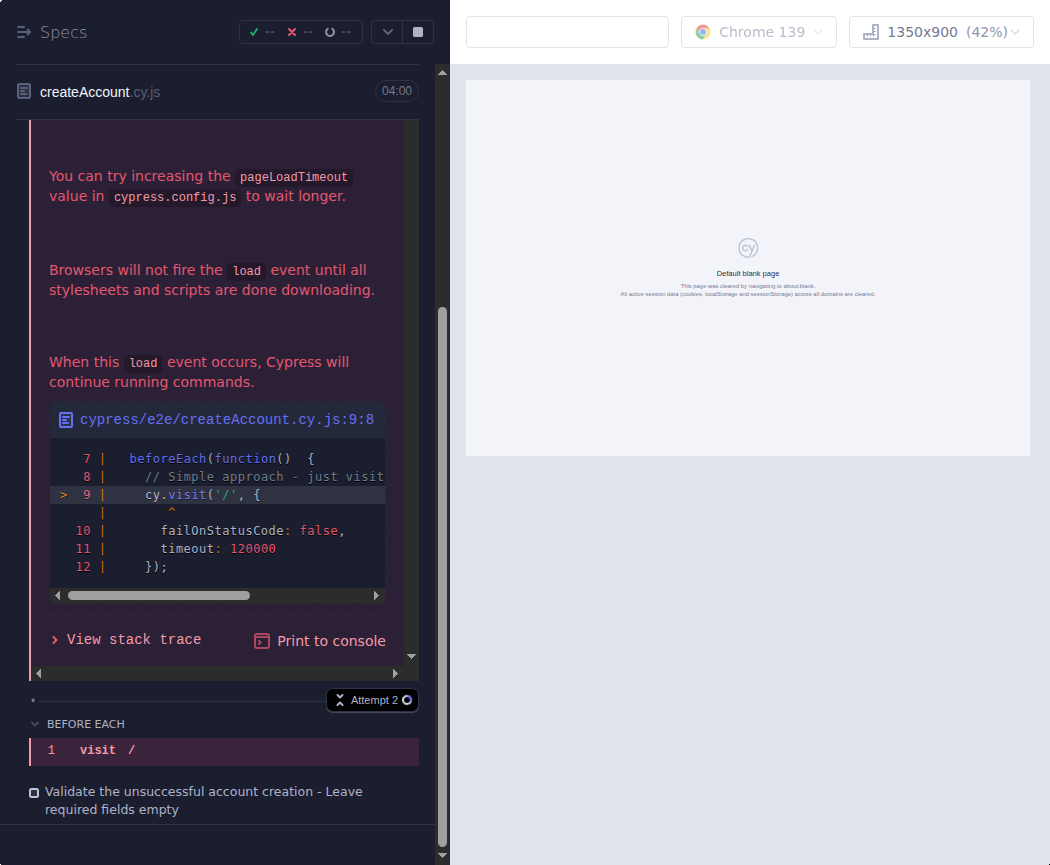 Specs
--
--
--
Chrome 139
1350x900 (42%)
createAccount.cy.js
04:00
You can try increasing the pageLoadTimeout
value in cypress.config.js to wait longer.
Browsers will not fire the load event until all
stylesheets and scripts are done downloading.
When this load event occurs, Cypress will
continue running commands.
cypress/e2e/createAccount.cy.js:9:8
7 | beforeEach(function() {
8 | // Simple approach - just visit
> 9 | cy.visit('/', {
| ^
10 | failOnStatusCode: false,
11 | timeout: 120000
12 | });
View stack trace
Print to console
Attempt 2
BEFORE EACH
1 visit /
Validate the unsuccessful account creation - Leave
required fields empty
cy
Default blank page
This page was cleared by navigating to about:blank.
All active session data (cookies, localStorage and sessionStorage) across all domains are cleared.